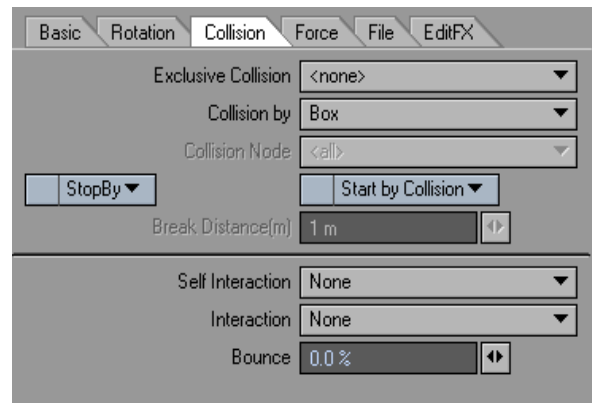 Basic Rotation Collision Force File EditFX
Exclusive Collision <none>
Collision by Box
Collision Node <all>
StopBy Start by Collision
Break Distance(m) 1 m
Self Interaction None
Interaction None
Bounce 0.0 %